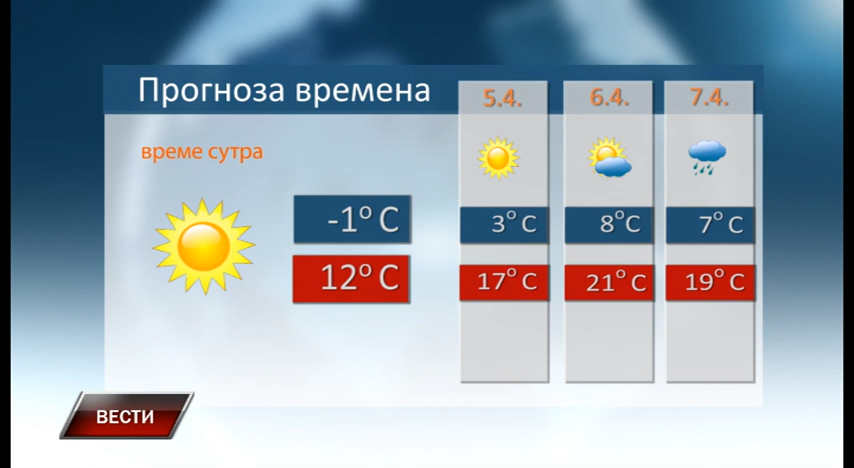 Прогноза времена
време сутра
-1° C
12° C
5.4.
6.4.
7.4.
3° C
8°C
7° C
17° C
21° C
19° C
ВЕСТИ